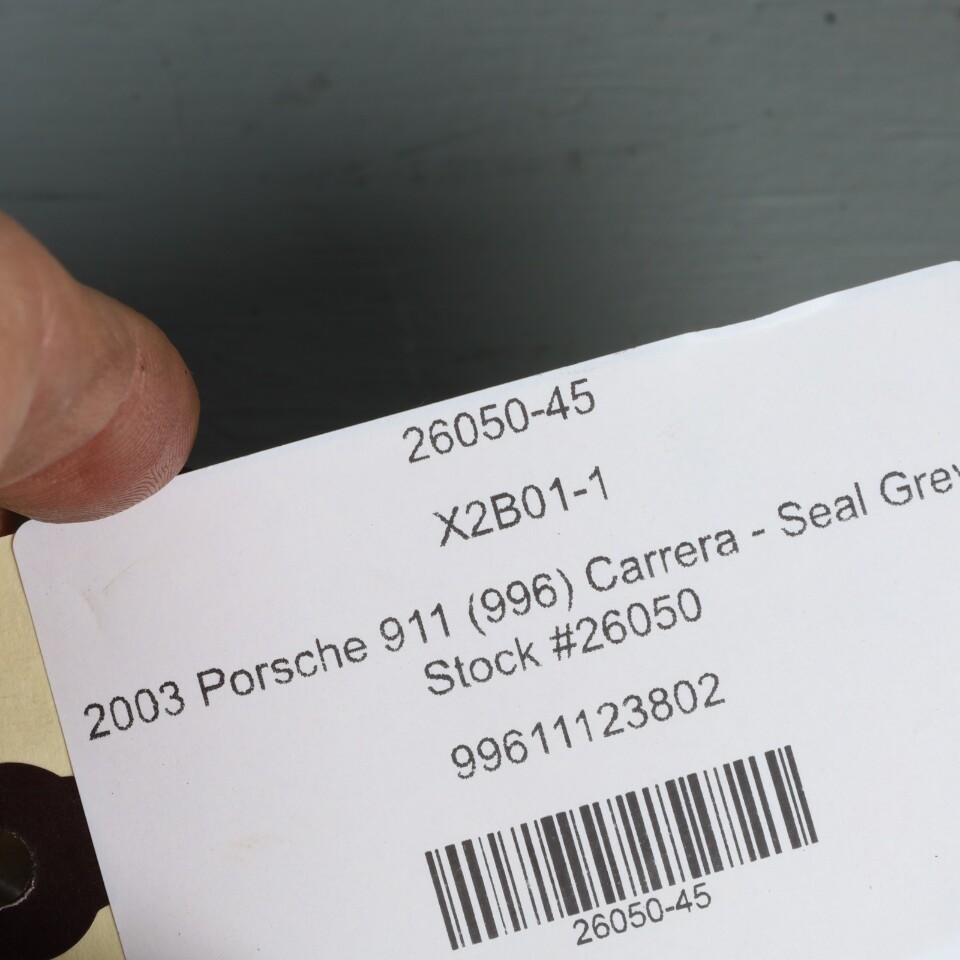 26050-45
X2B01-1
2003 Porsche 911 (996) Carrera - Seal Grey
Stock #26050
99611123802
26050-45